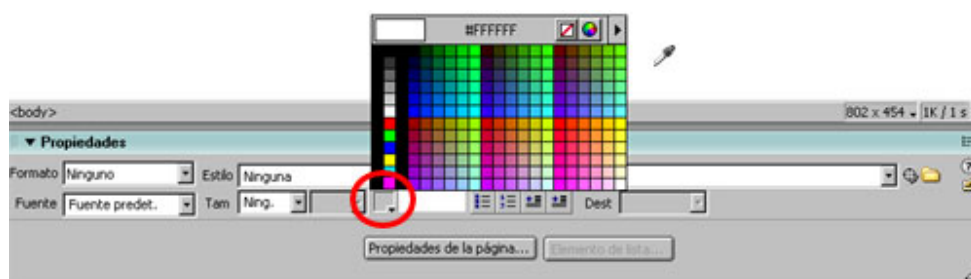 #FFFFFF
<body> 802 x 454 1K / 1 s
Propiedades
Formato Ninguno Estilo Ninguna
Fuente Fuente predet. Tam Ning. Dest
Propiedades de la página... Elemento de lista...